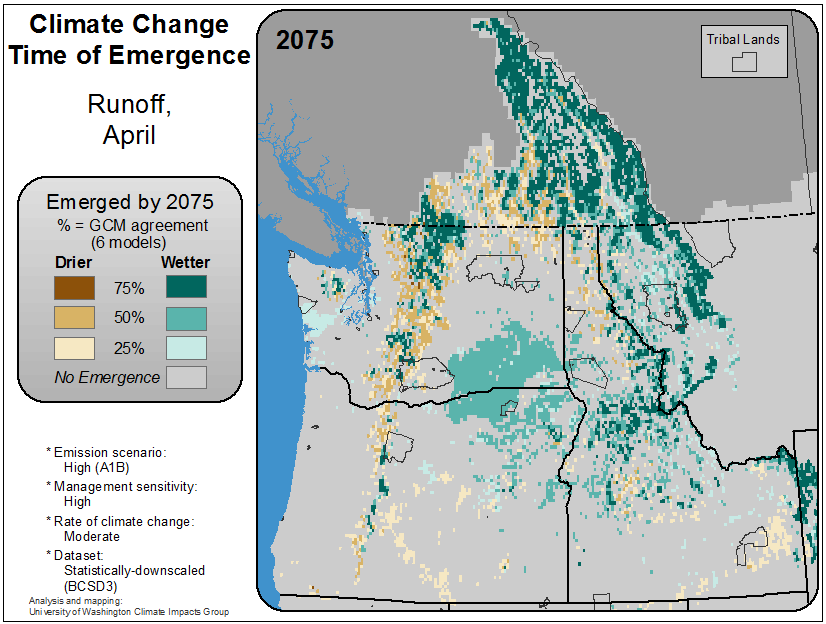 Climate Change
Time of Emergence
Runoff,
April
Emerged by 2075
% = GCM agreement
(6 models)
Drier Wetter
75%
50%
25%
No Emergence
* Emission scenario:
High (A1B)
* Management sensitivity:
High
* Rate of climate change:
Moderate
* Dataset:
Statistically-downscaled
(BCSD3)
Analysis and mapping:
University of Washington Climate Impacts Group
2075
Tribal Lands